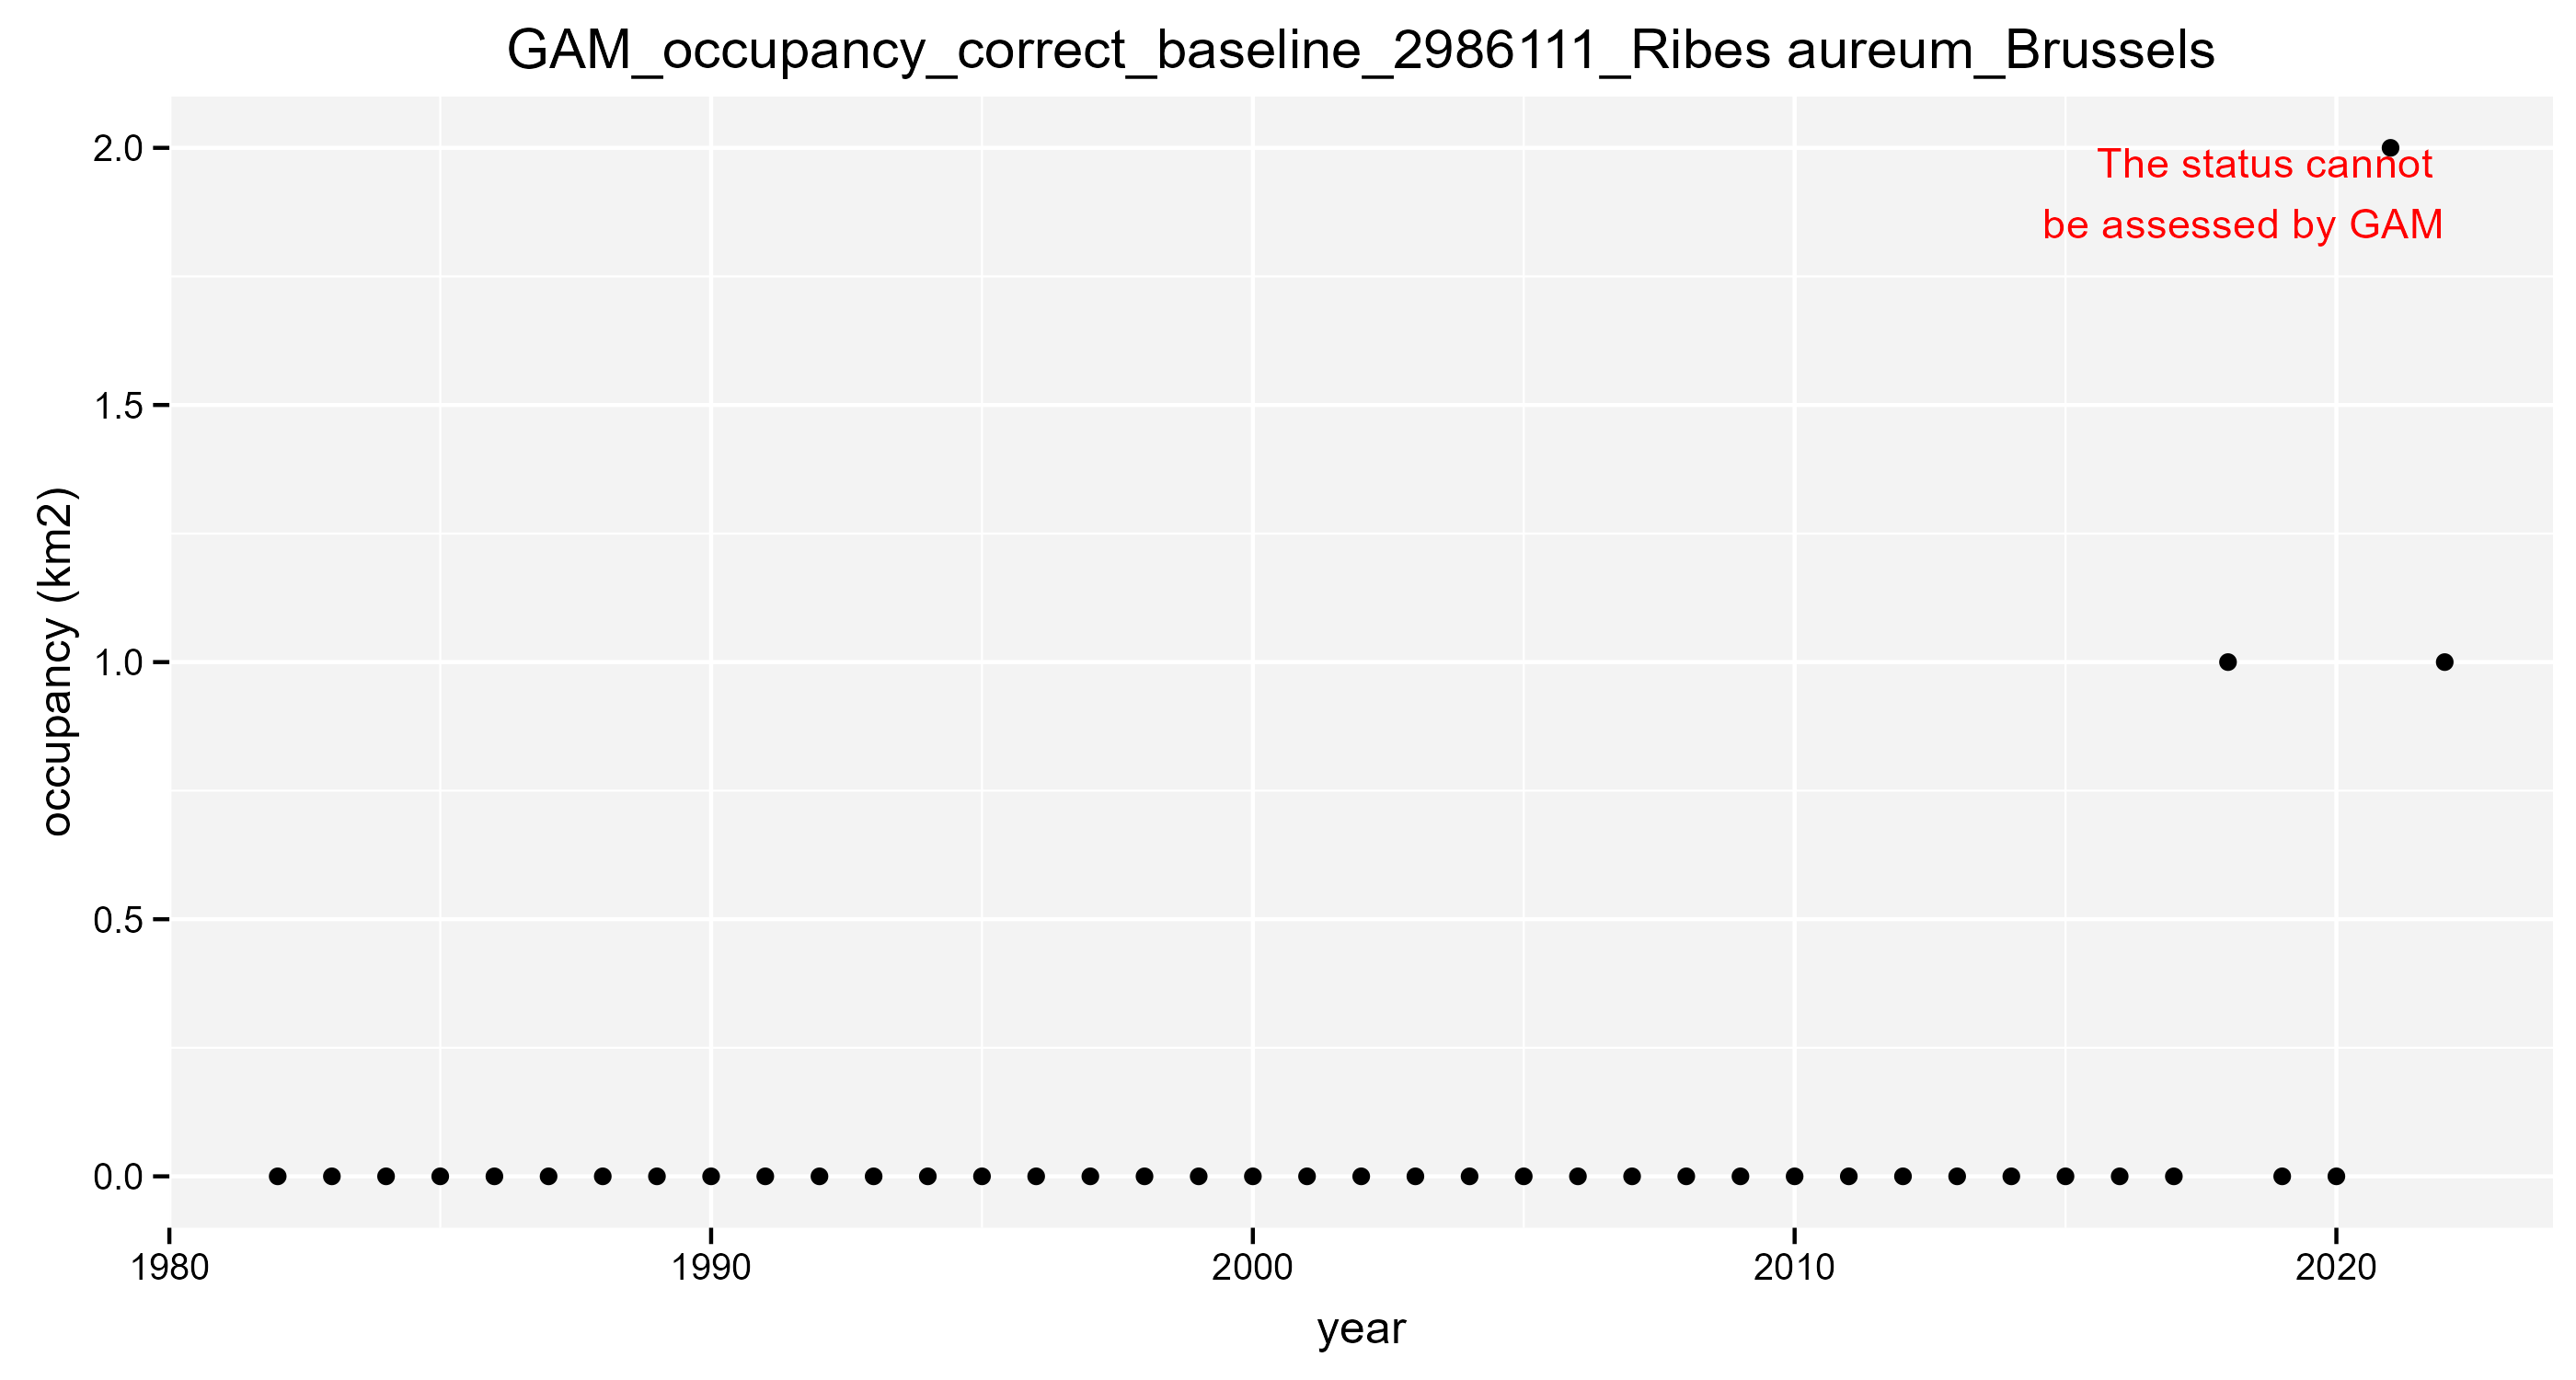 GAM_occupancy_correct_baseline_2986111_Ribes aureum_Brussels
2.0
The status cannot
be assessed by GAM
1.5
occupancy (km2)
1.0
0.5
0.0
1980 1990 2000 2010 2020
year